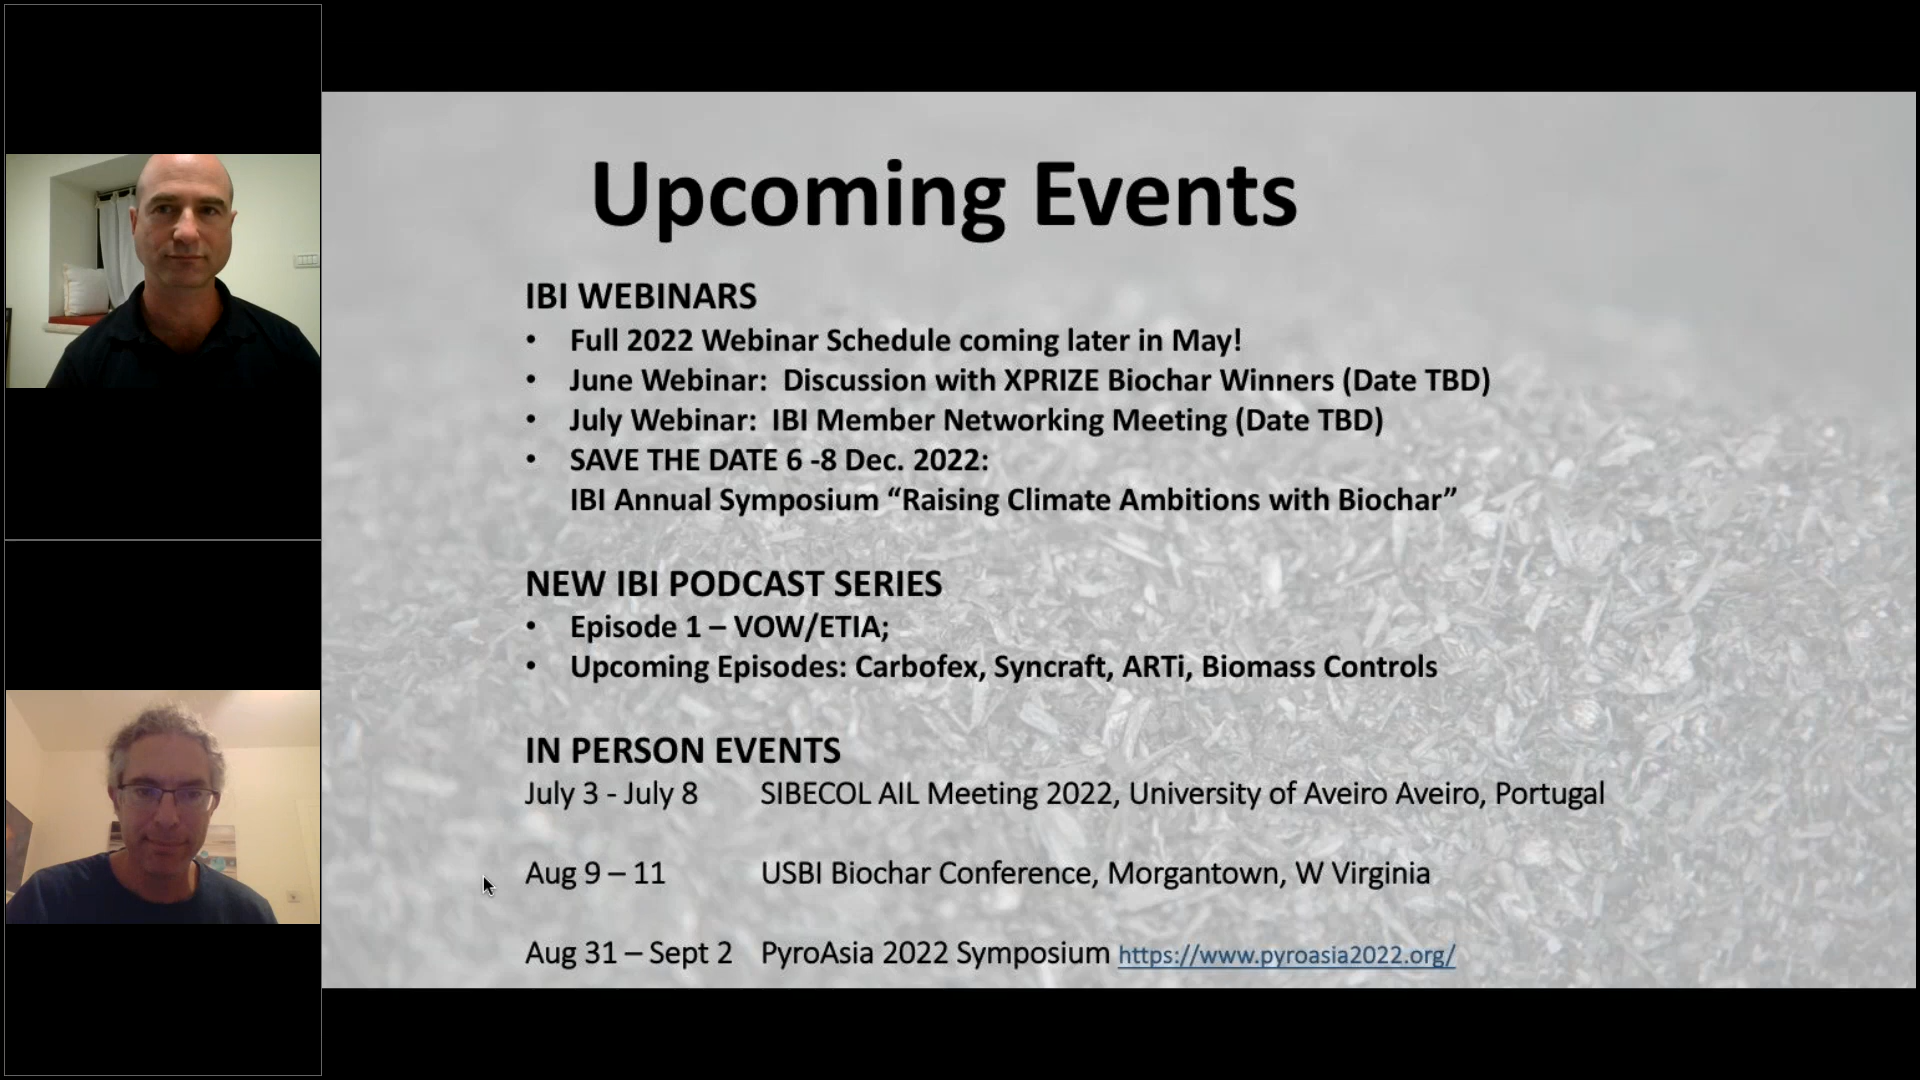 Upcoming Events
IBI WEBINARS
• Full 2022 Webinar Schedule coming later in May!
• June Webinar: Discussion with XPRIZE Biochar Winners (Date TBD)
• July Webinar: IBI Member Networking Meeting (Date TBD)
• SAVE THE DATE 6 -8 Dec. 2022:
IBI Annual Symposium “Raising Climate Ambitions with Biochar”
NEW IBI PODCAST SERIES
• Episode 1 – VOW/ETIA;
• Upcoming Episodes: Carbofex, Syncraft, ARTi, Biomass Controls
IN PERSON EVENTS
July 3 - July 8 SIBECOL AIL Meeting 2022, University of Aveiro Aveiro, Portugal
Aug 9 – 11 USBI Biochar Conference, Morgantown, W Virginia
Aug 31 – Sept 2 PyroAsia 2022 Symposium https://www.pyroasia2022.org/